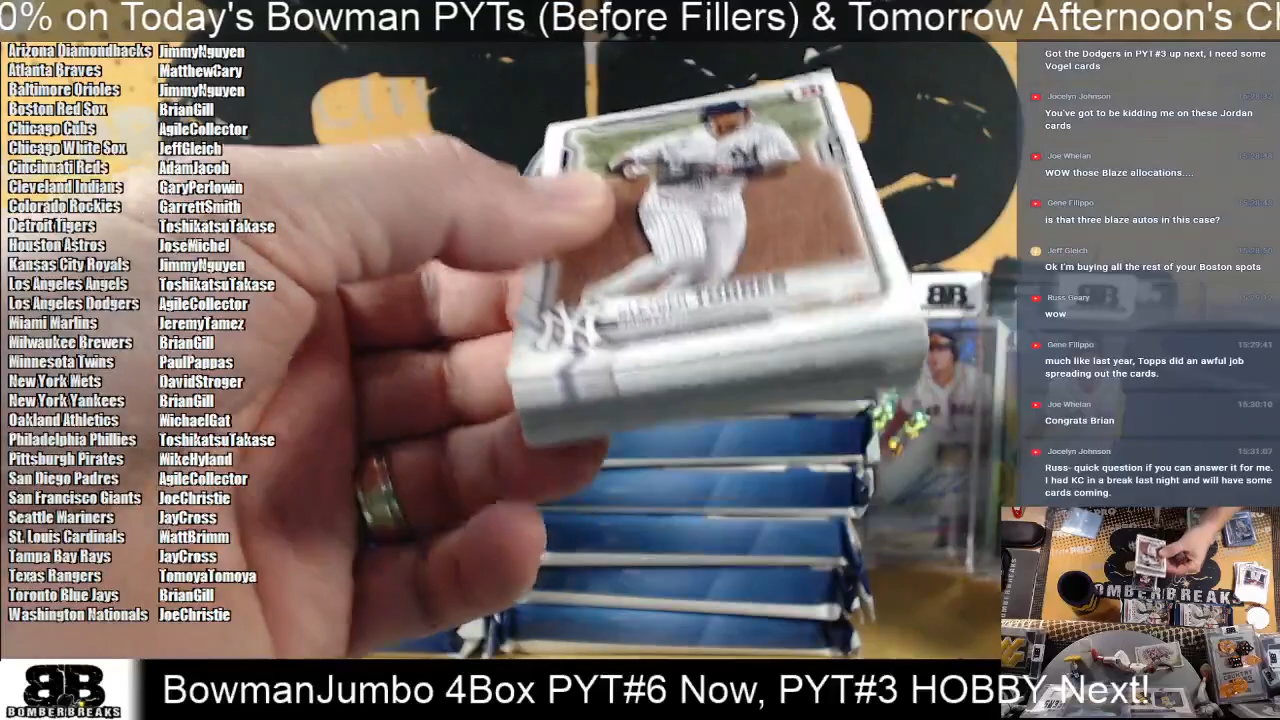 0% on Today's Bowman PYTs (Before Fillers) & Tomorrow Afternoon's C
Arizona Diamondbacks JimmyNguyen
Atlanta Braves MatthewCary
Baltimore Orioles JimmyNguyen
Boston Red Sox BrianGill
Chicago Cubs AgileCollector
Chicago White Sox JeffGleich
Cincinnati Reds AdamJacob
Cleveland Indians GaryPerlowin
Colorado Rockies GarrettSmith
Detroit Tigers ToshikatsuTakase
Houston Astros JoseMichel
Kansas City Royals JimmyNguyen
Los Angeles Angels ToshikatsuTakase
Los Angeles Dodgers AgileCollector
Miami Marlins JeremyTamez
Milwaukee Brewers BrianGill
Minnesota Twins PaulPappas
New York Mets DavidStroger
New York Yankees BrianGill
Oakland Athletics MichaelGat
Philadelphia Phillies ToshikatsuTakase
Pittsburgh Pirates MikeHyland
San Diego Padres AgileCollector
San Francisco Giants JoeChristie
Seattle Mariners JayCross
St. Louis Cardinals MattBrimm
Tampa Bay Rays JayCross
Texas Rangers TomoyaTomoya
Toronto Blue Jays BrianGill
Washington Nationals JoeChristie
Got the Dodgers in PYT#3 up next, I need some
Vogel cards
Jocelyn Johnson
You've got to be kidding me on these Jordan
cards
Joe Whelan
WOW those Blaze allocations....
Gene Filippo
is that three blaze autos in this case?
Jeff Gleich
Ok I'm buying all the rest of your Boston spots
Russ Geary
wow
Gene Filippo 15:29:41
much like last year, Topps did an awful job
spreading out the cards.
Joe Whelan 15:30:10
Congrats Brian
Jocelyn Johnson 15:31:07
Russ- quick question if you can answer it for me.
I had KC in a break last night and will have some
cards coming.
BOMBERBREAKS
BB
BOMBERBREAKS
BowmanJumbo 4Box PYT#6 Now, PYT#3 HOBBY Next!